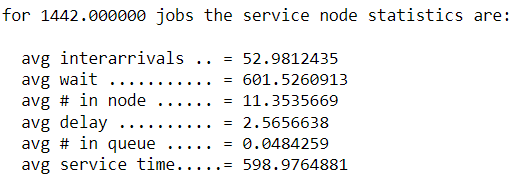 for 1442.000000 jobs the service node statistics are:
avg interarrivals .. = 52.9812435
avg wait ........... = 601.5260913
avg # in node ...... = 11.3535669
avg delay .......... = 2.5656638
avg # in queue ..... = 0.0484259
avg service time.....= 598.9764881